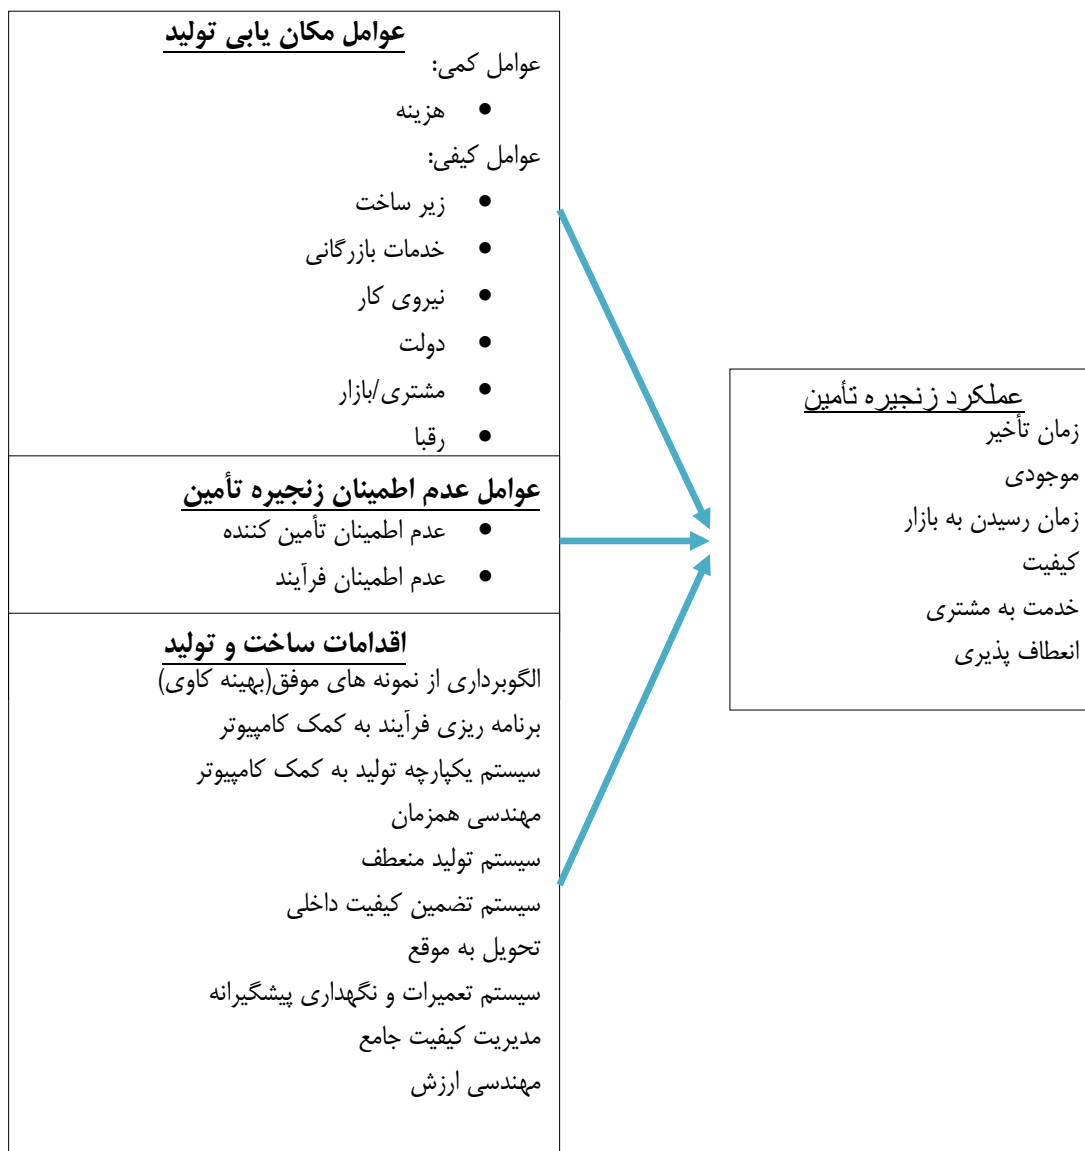 عوامل مکان یابی تولید
عوامل کمی:
● هزینه
عوامل کیفی:
● زیر ساخت
● خدمات بازرگانی
● نیروی کار
● دولت
● مشتری/بازار
● رقبا
عوامل عدم اطمینان زنجیره تأمین
● عدم اطمینان تأمین کننده
● عدم اطمینان فرآیند
اقدامات ساخت و تولید
الگوبرداری از نمونه های موفق(بهینه کاوی)
برنامه ریزی فرآیند به کمک کامپیوتر
سیستم یکپارچه تولید به کمک کامپیوتر
مهندسی همزمان
سیستم تولید منعطف
سیستم تضمین کیفیت داخلی
تحویل به موقع
سیستم تعمیرات و نگهداری پیشگیرانه
مدیریت کیفیت جامع
مهندسی ارزش
عملکرد زنجیره تأمین
زمان تأخیر
موجودی
زمان رسیدن به بازار
کیفیت
خدمت به مشتری
انعطاف پذیری